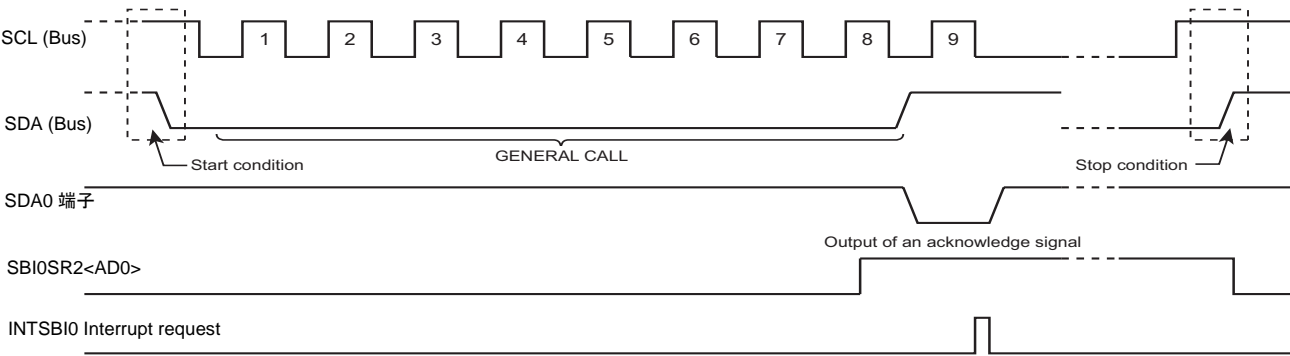 SCL (Bus)
1 2 3 4 5 6 7 8 9
SDA (Bus)
Start condition
GENERAL CALL
Stop condition
SDA0 端子
Output of an acknowledge signal
SBI0SR2<AD0>
INTSBI0 Interrupt request